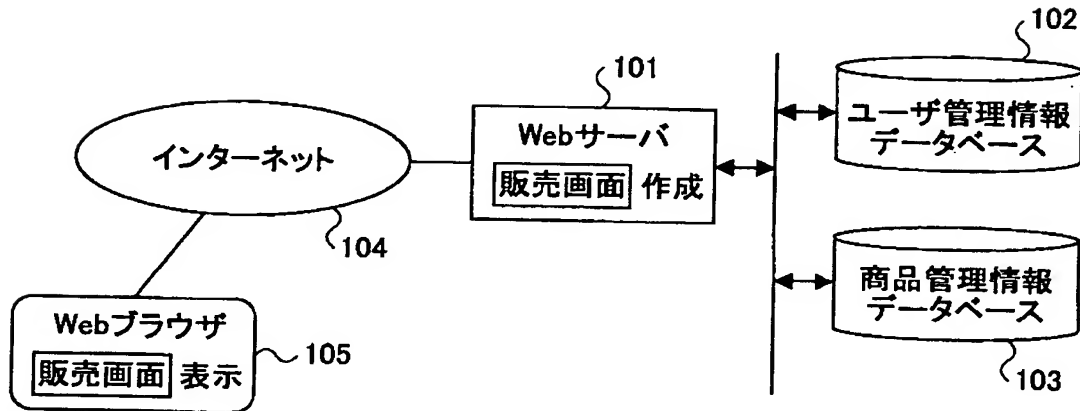 102
101
ユーザ管理情報
データベース
Webサーバ
販売画面 作成
インターネット
104
商品管理情報
データベース
103
Webブラウザ
販売画面 表示
105